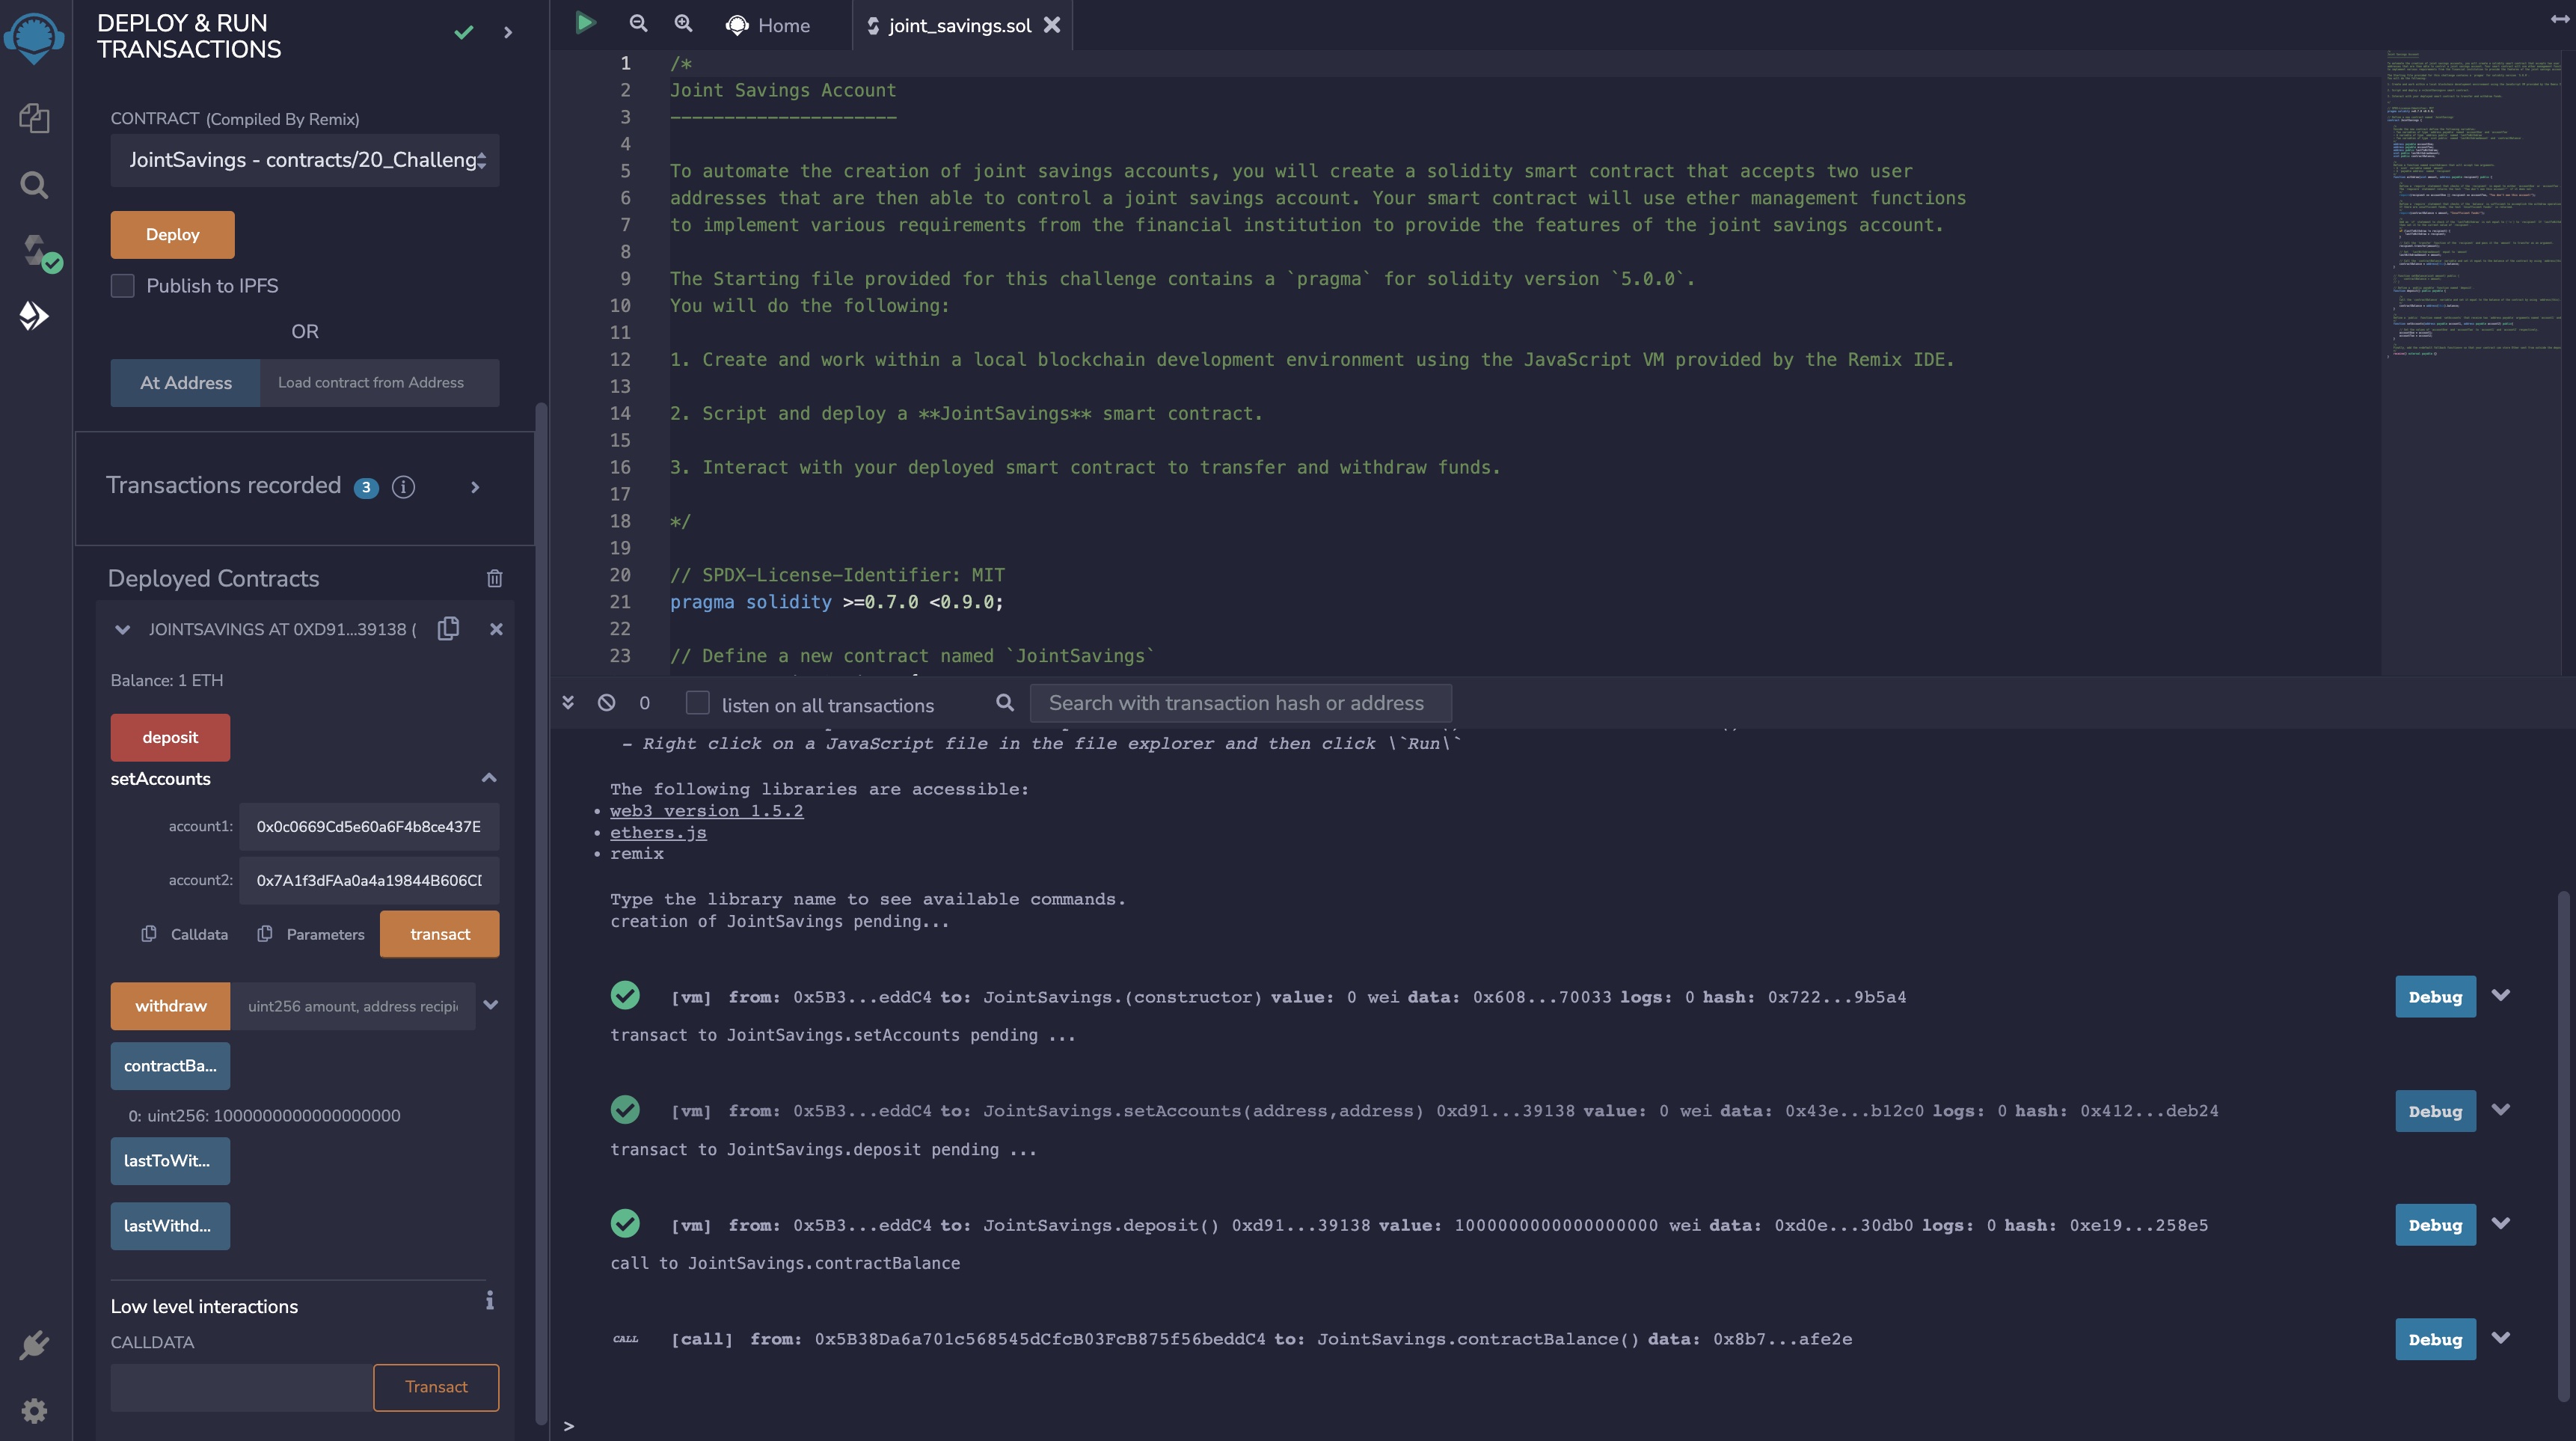 DEPLOY & RUN
TRANSACTIONS
CONTRACT (Compiled By Remix)
JointSavings - contracts/20_Challeng
Deploy
Publish to IPFS
OR
At Address
Load contract from Address
Transactions recorded 3
Deployed Contracts
JOINTSAVINGS AT 0XD91...39138 (
Balance: 1 ETH
deposit
setAccounts
account1: 0x0c0669Cd5e60a6F4b8ce437E
account2: 0x7A1f3dFAa0a4a19844B606CD
Calldata Parameters transact
withdraw uint256 amount, address recipi
contractBa...
0: uint256: 1000000000000000000
lastToWit...
lastWithd...
Low level interactions
CALLDATA
Transact
Home
joint_savings.sol
1 /*
2 Joint Savings Account
3 ---------------------
4
5 To automate the creation of joint savings accounts, you will create a solidity smart contract that accepts two user
6 addresses that are then able to control a joint savings account. Your smart contract will use ether management functions
7 to implement various requirements from the financial institution to provide the features of the joint savings account.
8
9 The Starting file provided for this challenge contains a `pragma` for solidity version `5.0.0`.
10 You will do the following:
11
12 1. Create and work within a local blockchain development environment using the JavaScript VM provided by the Remix IDE.
13
14 2. Script and deploy a **JointSavings** smart contract.
15
16 3. Interact with your deployed smart contract to transfer and withdraw funds.
17
18 */
19
20 // SPDX-License-Identifier: MIT
21 pragma solidity >=0.7.0 <0.9.0;
22
23 // Define a new contract named `JointSavings`
0 listen on all transactions
Search with transaction hash or address
- Right click on a JavaScript file in the file explorer and then click \`Run\`
The following libraries are accessible:
• web3 version 1.5.2
• ethers.js
• remix
Type the library name to see available commands.
creation of JointSavings pending...
[vm] from: 0x5B3...eddC4 to: JointSavings.(constructor) value: 0 wei data: 0x608...70033 logs: 0 hash: 0x722...9b5a4
Debug
transact to JointSavings.setAccounts pending ...
[vm] from: 0x5B3...eddC4 to: JointSavings.setAccounts(address,address) 0xd91...39138 value: 0 wei data: 0x43e...b12c0 logs: 0 hash: 0x412...deb24
Debug
transact to JointSavings.deposit pending ...
[vm] from: 0x5B3...eddC4 to: JointSavings.deposit() 0xd91...39138 value: 1000000000000000000 wei data: 0xd0e...30db0 logs: 0 hash: 0xe19...258e5
Debug
call to JointSavings.contractBalance
CALL [call] from: 0x5B38Da6a701c568545dCfcB03FcB875f56beddC4 to: JointSavings.contractBalance() data: 0x8b7...afe2e
Debug
>